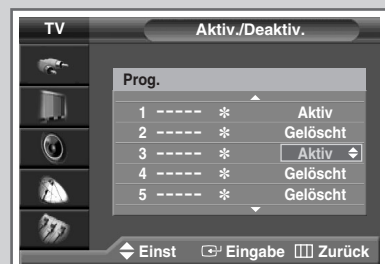 TV Aktiv./Deaktiv.
Prog.
1 ----- ✻ Aktiv
2 ----- ✻ Gelöscht
3 ----- ✻ Aktiv
4 ----- ✻ Gelöscht
5 ----- ✻ Gelöscht
Einst Eingabe Zurück